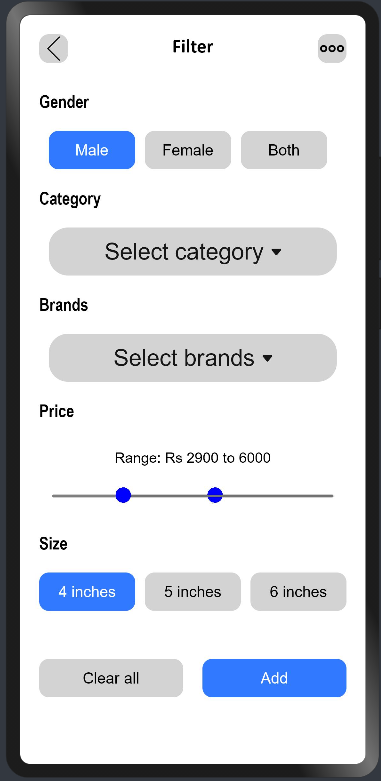 Filter
Gender
Male Female Both
Category
Select category
Brands
Select brands
Price
Range: Rs 2900 to 6000
Size
4 inches 5 inches 6 inches
Clear all Add